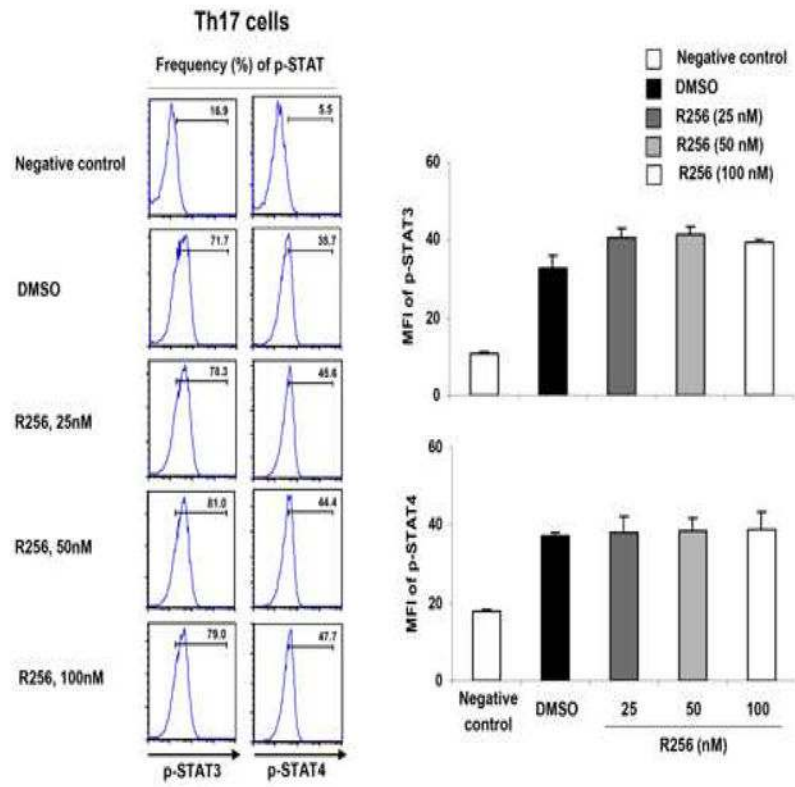 Th17 cells
Frequency (%) of p-STAT
Negative control
16.9
5.5
DMSO
71.7
35.7
R256, 25nM
78.3
45.6
R256, 50nM
81.0
44.4
R256, 100nM
79.0
47.7
p-STAT3
p-STAT4
Negative control
DMSO
R256 (25 nM)
R256 (50 nM)
R256 (100 nM)
MFI of p-STAT3
60
40
20
0
MFI of p-STAT4
60
40
20
0
Negative
control
DMSO
25
50
100
R256 (nM)